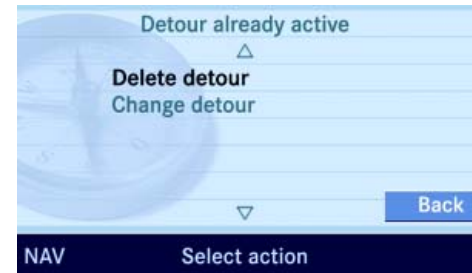 Detour already active
Delete detour
Change detour
Back
NAV Select action